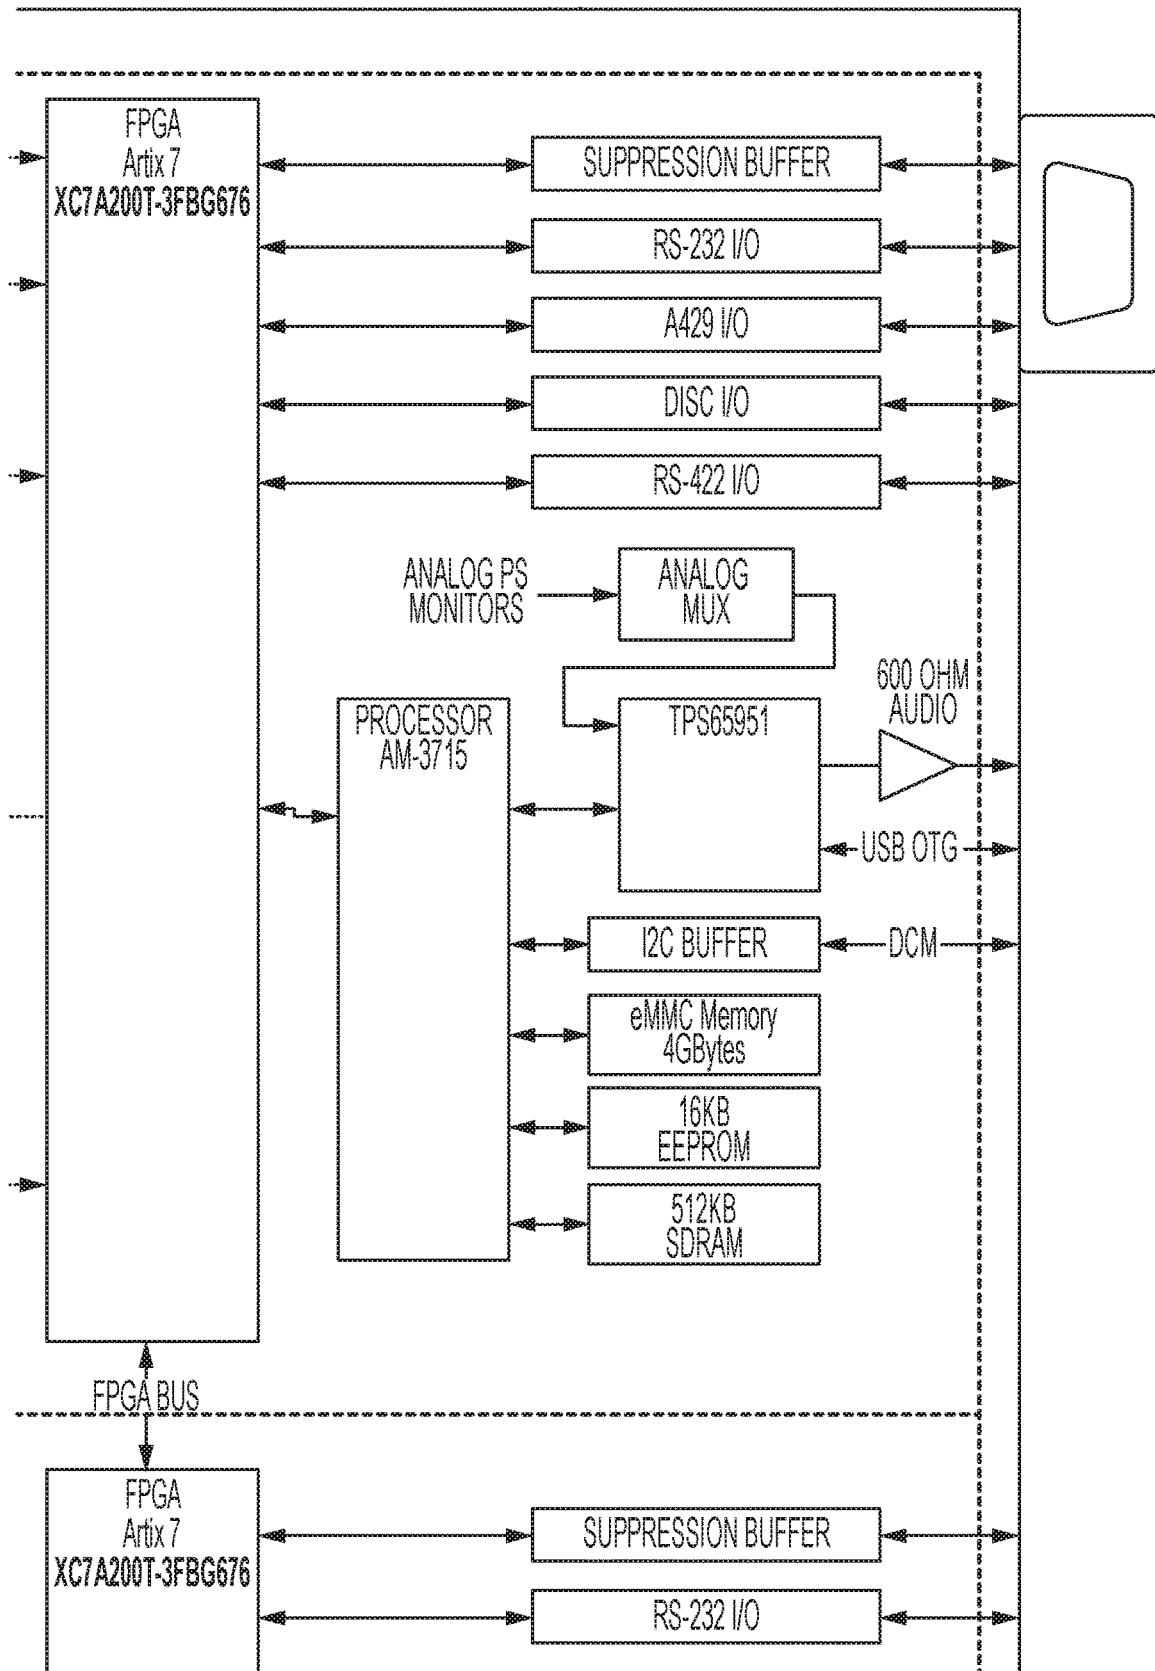 FPGA
Artix 7
XC7A200T-3FBG676
SUPPRESSION BUFFER
RS-232 I/O
A429 I/O
DISC I/O
RS-422 I/O
ANALOG PS
MONITORS
ANALOG
MUX
600 OHM
AUDIO
PROCESSOR
AM-3715
TPS65951
USB OTG
I2C BUFFER
DCM
eMMC Memory
4GBytes
16KB
EEPROM
512KB
SDRAM
FPGA BUS
FPGA
Artix 7
XC7A200T-3FBG676
SUPPRESSION BUFFER
RS-232 I/O